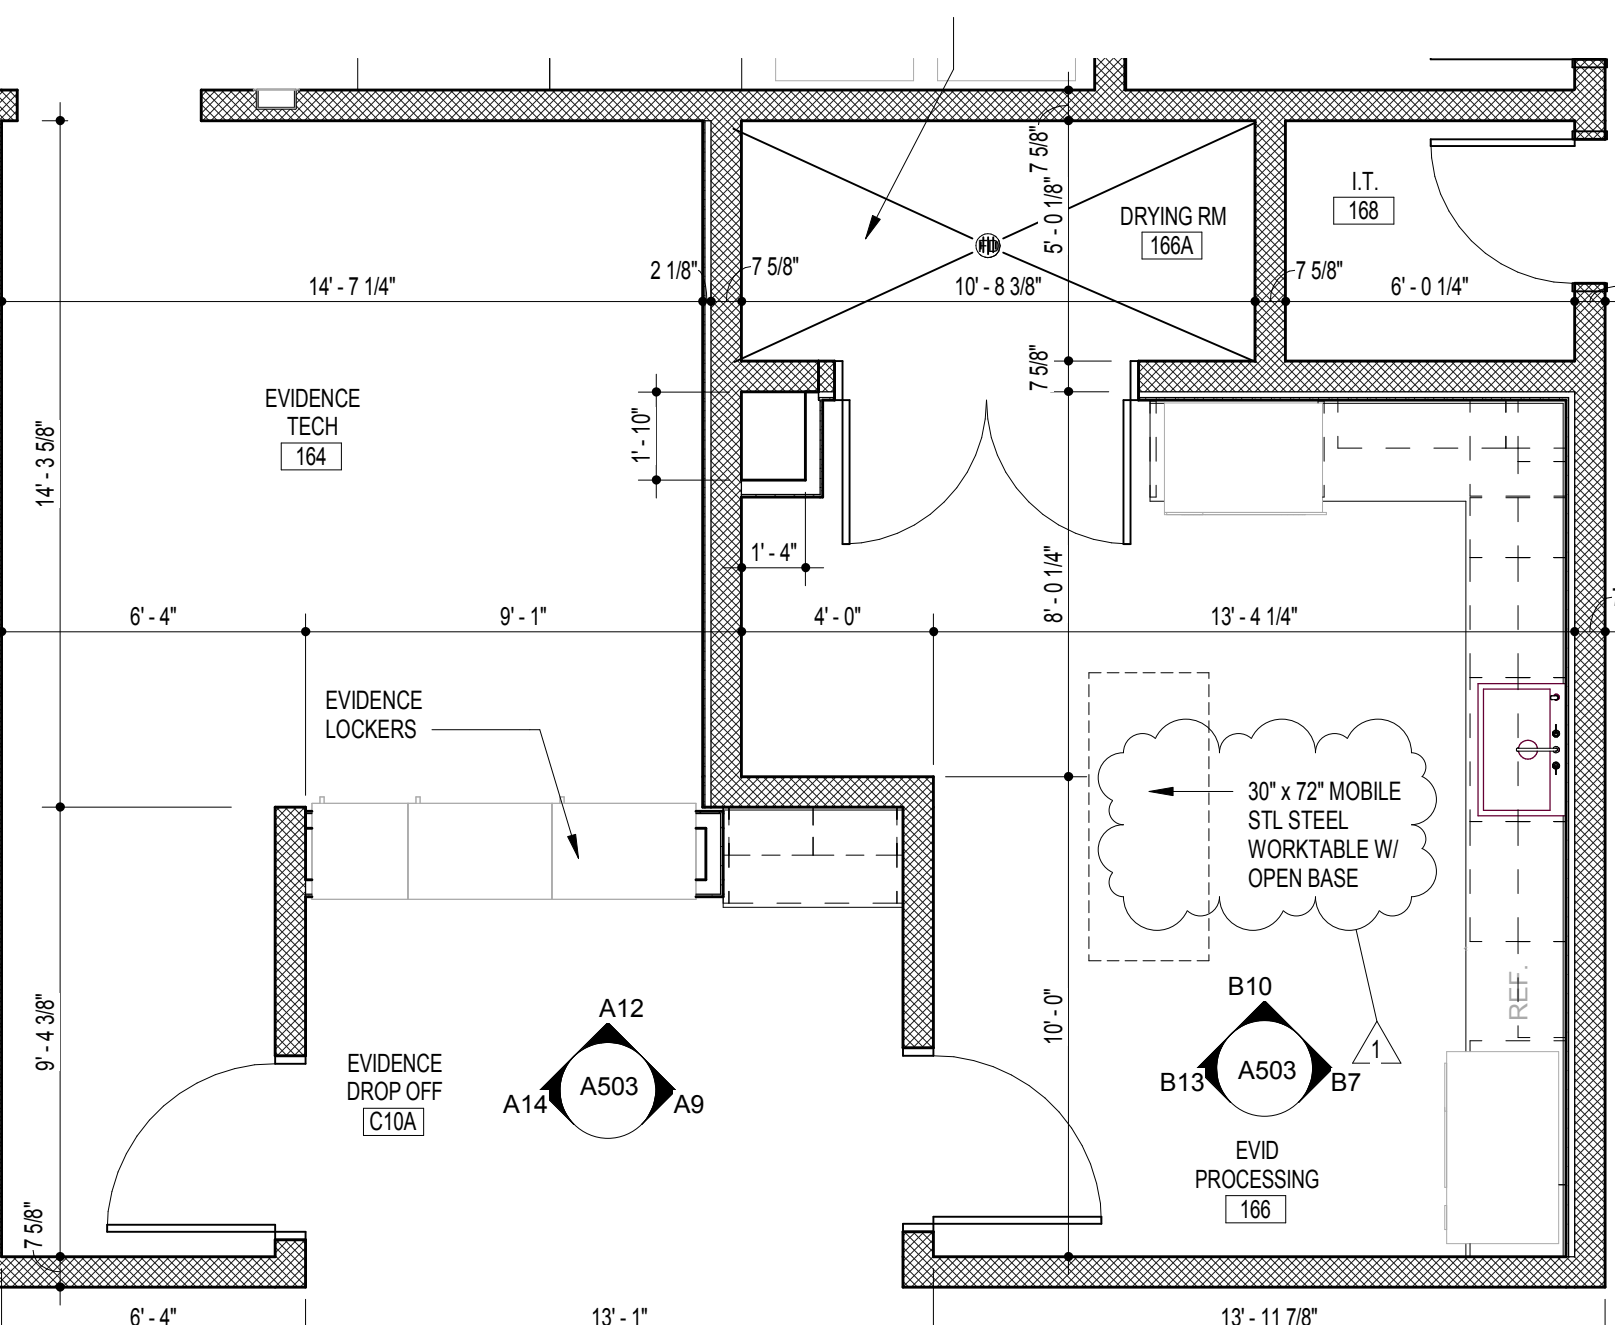 7 5/8"
I.T.
168
DRYING RM
166A
5' - 0 1/8"
FD
14' - 7 1/4"
2 1/8"
7 5/8"
10' - 8 3/8"
7 5/8"
6' - 0 1/4"
7 5/8"
EVIDENCE
TECH
164
1' - 10"
14' - 3 5/8"
1' - 4"
8' - 0 1/4"
6' - 4"
9' - 1"
4' - 0"
13' - 4 1/4"
EVIDENCE
LOCKERS
30" x 72" MOBILE
STL STEEL
WORKTABLE W/
OPEN BASE
REF.
9' - 4 3/8"
10' - 0"
A12
A503
A14
A9
B10
A503
B13
B7
1
EVIDENCE
DROP OFF
C10A
EVID
PROCESSING
166
7 5/8"
6' - 4"
13' - 1"
13' - 11 7/8"